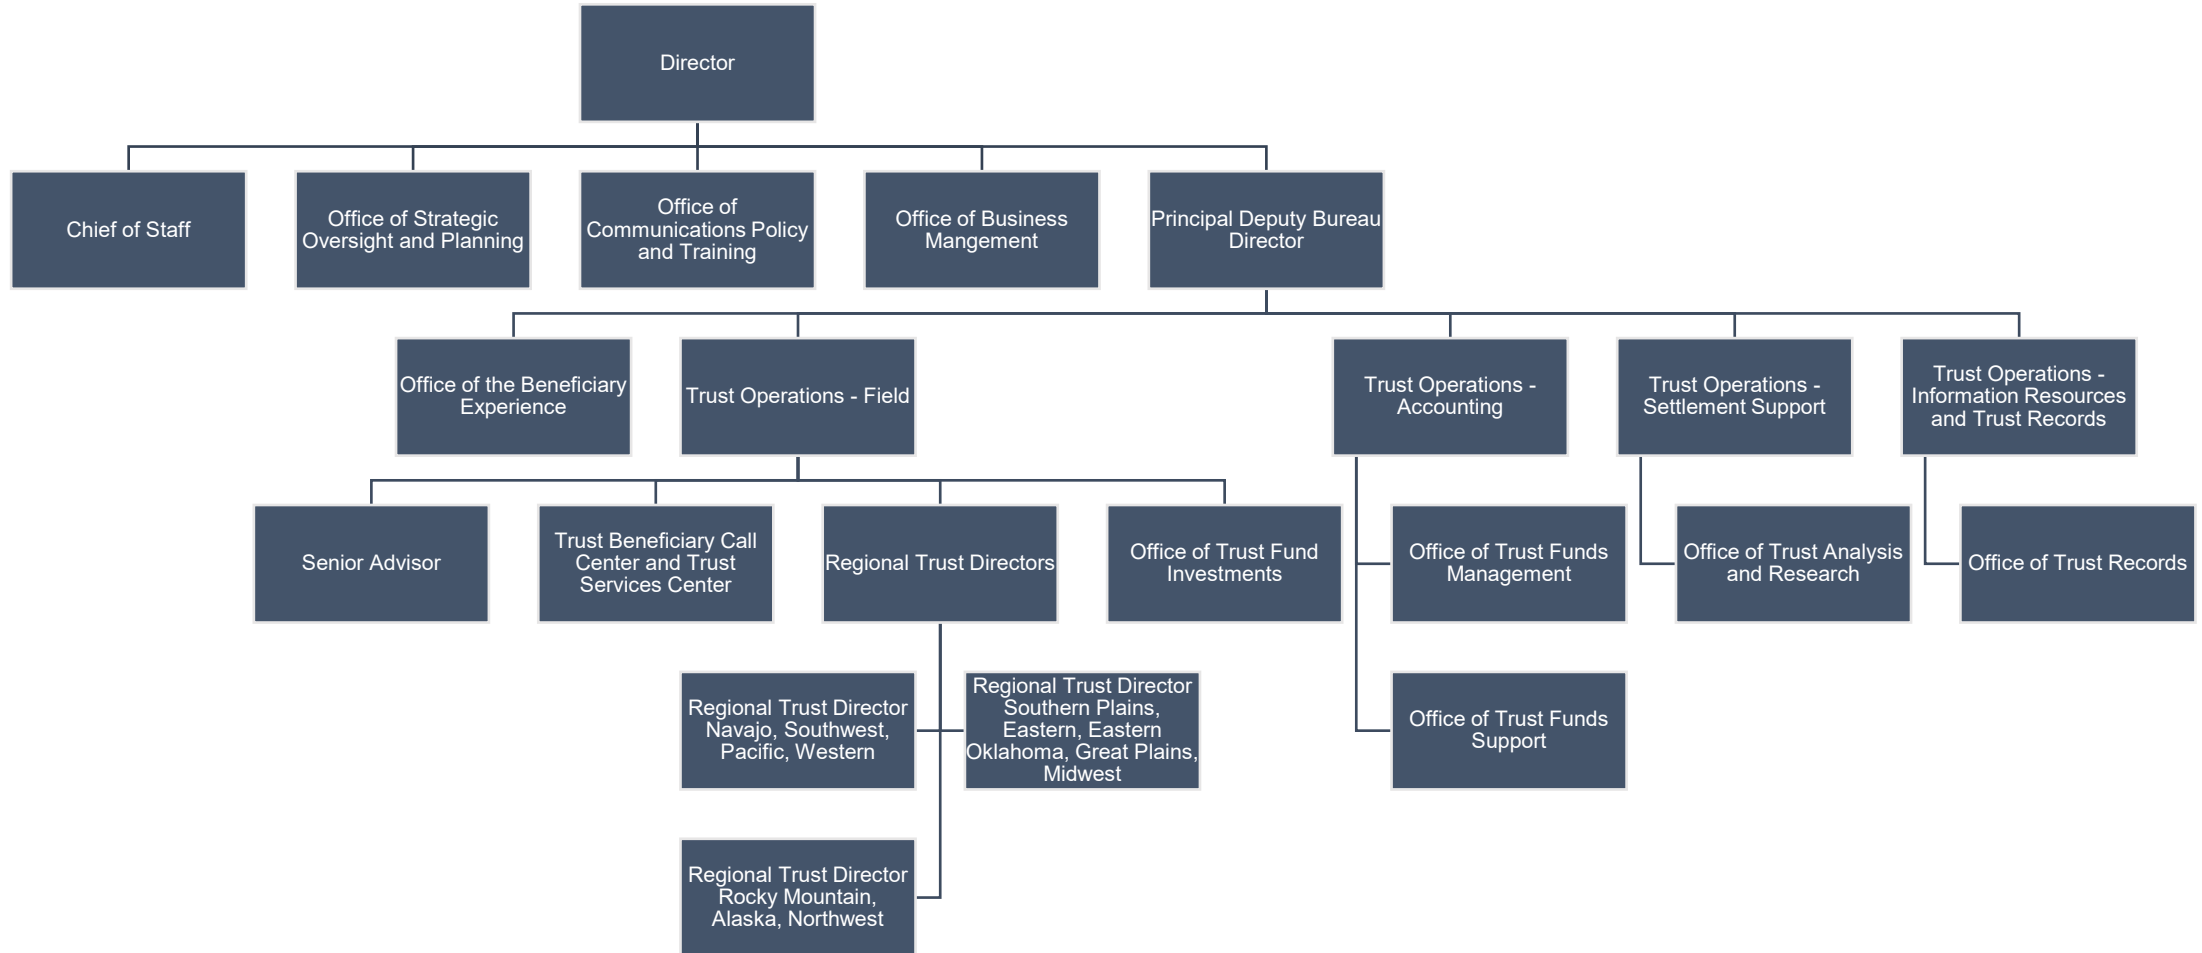 Director
Chief of Staff
Office of Strategic
Oversight and Planning
Office of
Communications Policy
and Training
Office of Business
Mangement
Principal Deputy Bureau
Director
Office of the Beneficiary
Experience
Trust Operations - Field
Trust Operations -
Accounting
Trust Operations -
Settlement Support
Trust Operations -
Information Resources
and Trust Records
Senior Advisor
Trust Beneficiary Call
Center and Trust
Services Center
Regional Trust Directors
Office of Trust Fund
Investments
Office of Trust Funds
Management
Office of Trust Analysis
and Research
Office of Trust Records
Regional Trust Director
Navajo, Southwest,
Pacific, Western
Regional Trust Director
Southern Plains,
Eastern, Eastern
Oklahoma, Great Plains,
Midwest
Office of Trust Funds
Support
Regional Trust Director
Rocky Mountain,
Alaska, Northwest